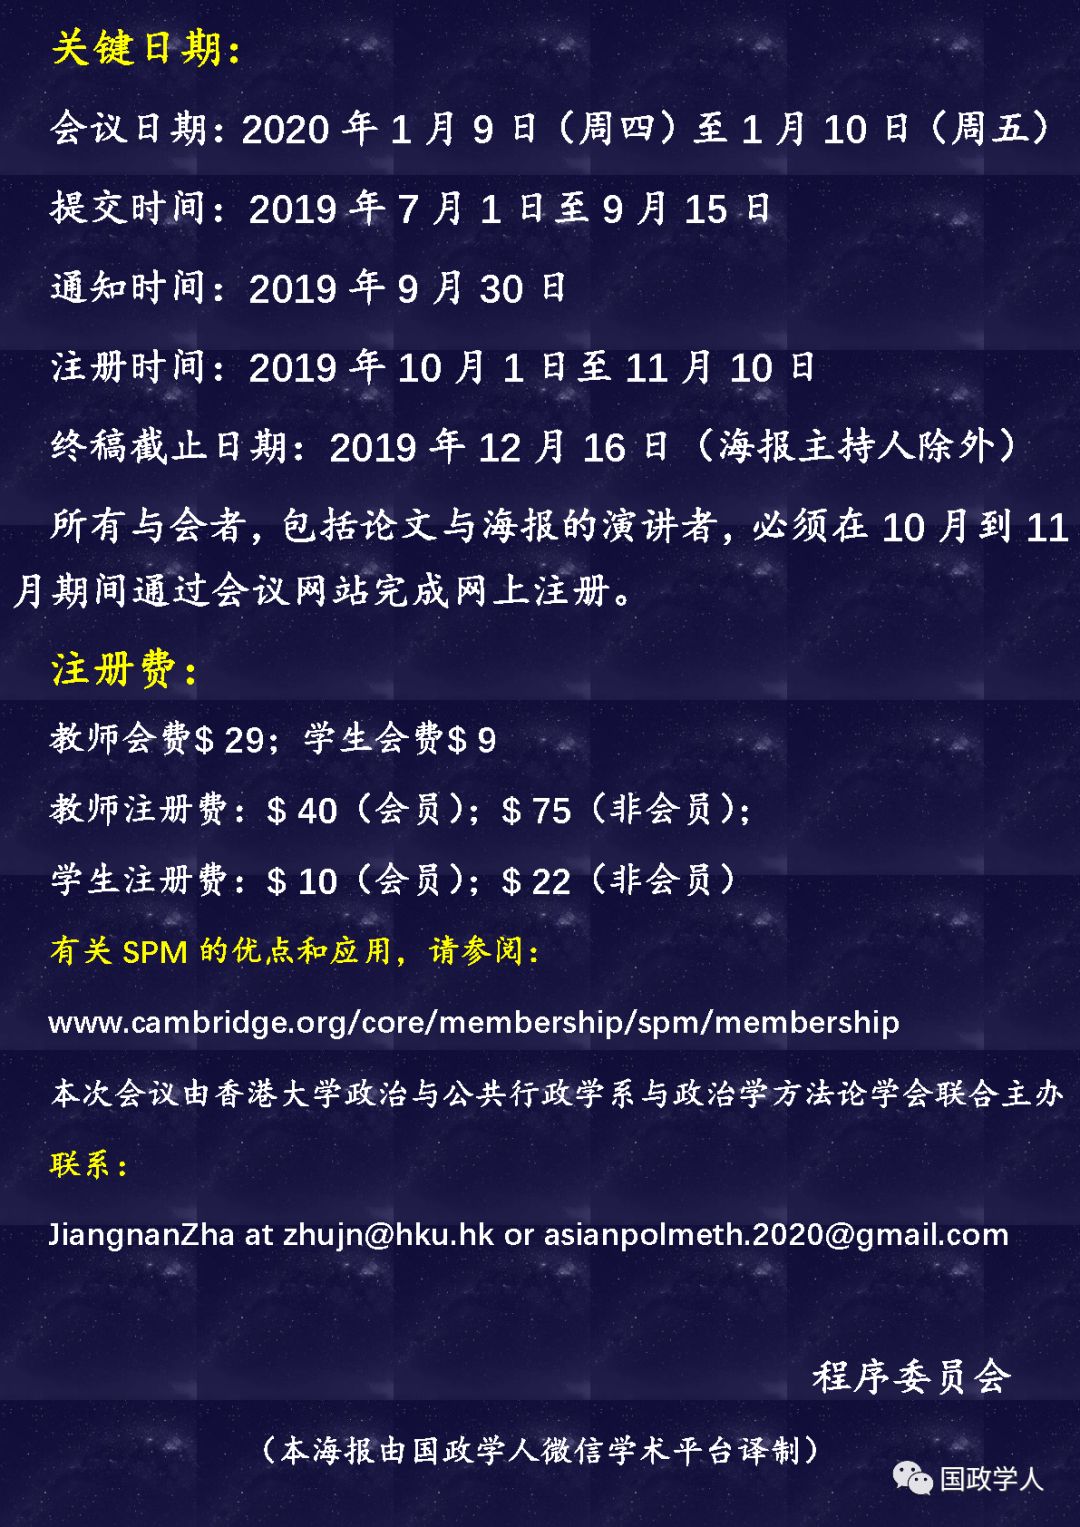 关键日期：
会议日期：2020 年 1 月 9 日（周四）至 1 月 10 日（周五）
提交时间：2019 年 7 月 1 日至 9 月 15 日
通知时间：2019 年 9 月 30 日
注册时间：2019 年 10 月 1 日至 11 月 10 日
终稿截止日期：2019 年 12 月 16 日（海报主持人除外）
所有与会者，包括论文与海报的演讲者，必须在 10 月到 11
月期间通过会议网站完成网上注册。
注册费：
教师会费$ 29；学生会费$ 9
教师注册费：$ 40（会员）；$ 75（非会员）；
学生注册费：$ 10（会员）；$ 22（非会员）
有关 SPM 的优点和应用，请参阅：
www.cambridge.org/core/membership/spm/membership
本次会议由香港大学政治与公共行政学系与政治学方法论学会联合主办
联系：
JiangnanZha at zhujn@hku.hk or asianpolmeth.2020@gmail.com
程序委员会
（本海报由国政学人微信学术平台译制）
国政学人